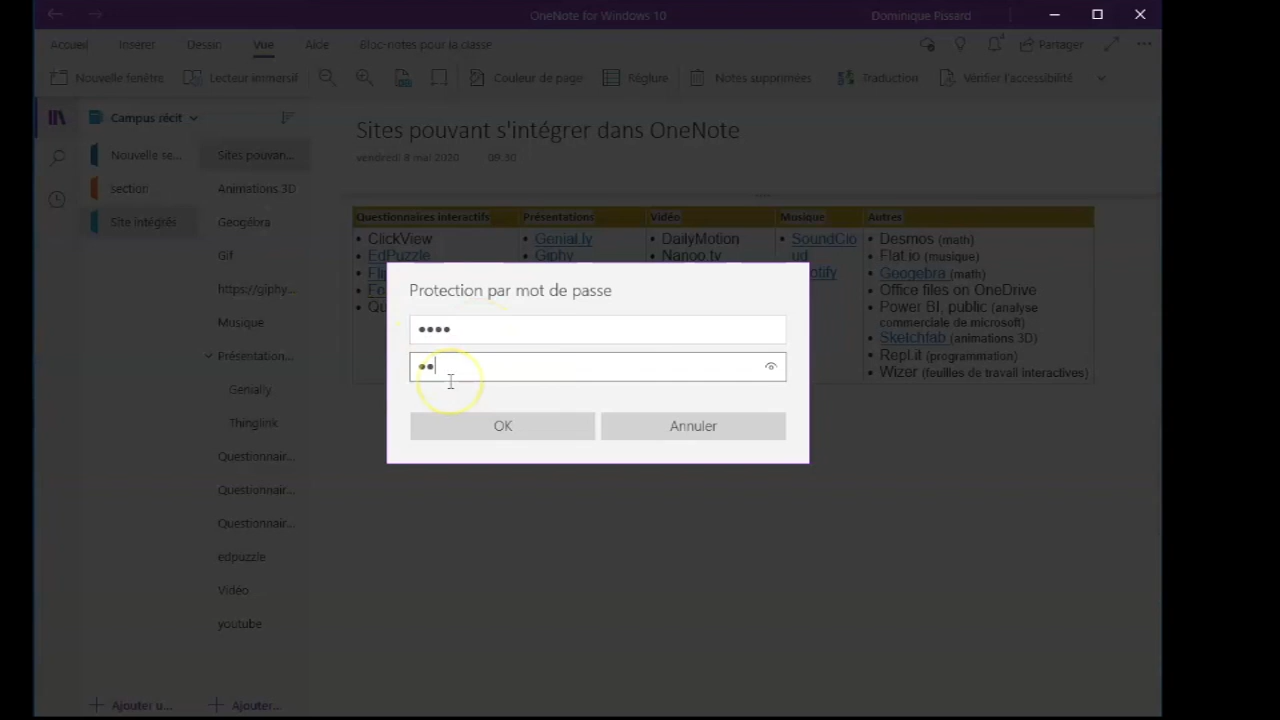 OneNote for Windows 10
Dominique Pissard
Accueil Insérer Dessin Vue Aide Bloc-notes pour la classe
Partager
Nouvelle fenêtre Lecteur immersif Couleur de page Réglure Notes supprimées Traduction Vérifier l'accessibilité
Campus récit
Nouvelle se...
section
Site intégrés
Sites pouvan...
Animations 3D
Geogébra
Gif
https://giphy...
Musique
Présentation...
Genially
Thinglink
Questionnair...
Questionnair...
Questionnair...
edpuzzle
Vidéo
youtube
Ajouter u...
Ajouter...
Sites pouvant s'intégrer dans OneNote
vendredi 8 mai 2020 09:30
Questionnaires interactifs Présentations Vidéo Musique Autres
• ClickView
• EdPuzzle
• Genial.ly
• Giphy
• DailyMotion
• Nanoo.tv
• SoundClo
ud
• Desmos (math)
• Flat.io (musique)
• Geogebra (math)
• Office files on OneDrive
• Power BI, public (analyse
commerciale de microsoft)
• Sketchfab (animations 3D)
• Repl.it (programmation)
• Wizer (feuilles de travail interactives)
Protection par mot de passe
••••
••
OK Annuler